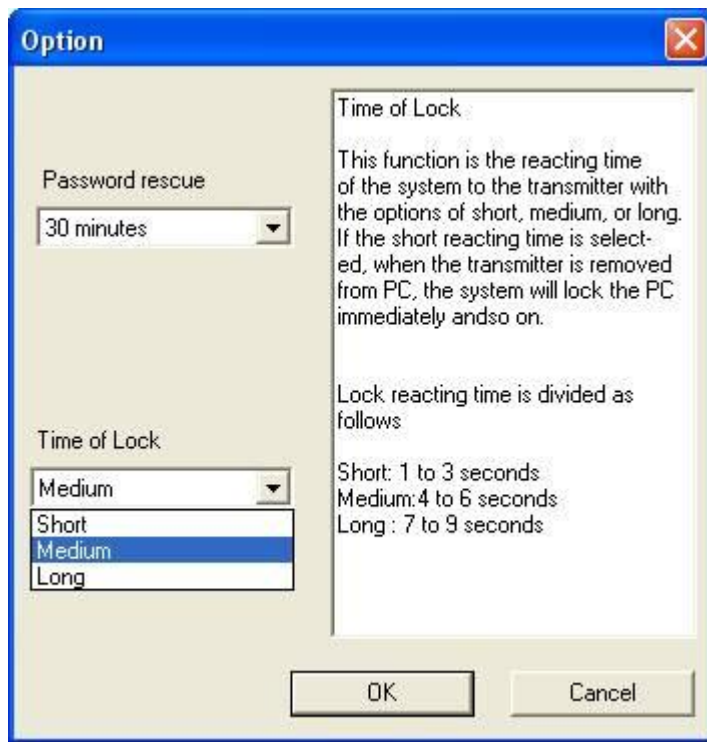 Option
Password rescue
30 minutes
Time of Lock
Medium
Short
Medium
Long
Time of Lock
This function is the reacting time
of the system to the transmitter with
the options of short, medium, or long.
If the short reacting time is select-
ed, when the transmitter is removed
from PC, the system will lock the PC
immediately andso on.
Lock reacting time is divided as
follows
Short: 1 to 3 seconds
Medium:4 to 6 seconds
Long : 7 to 9 seconds
OK
Cancel